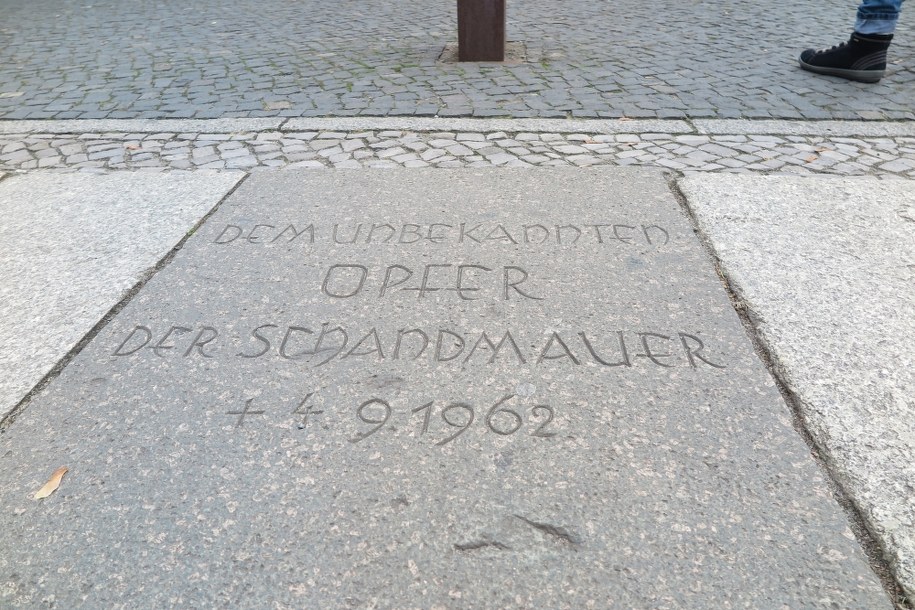 DEM UNBEKANNTEN
OPFER
DER SCHANDMAUER
+ 4. 9.1962